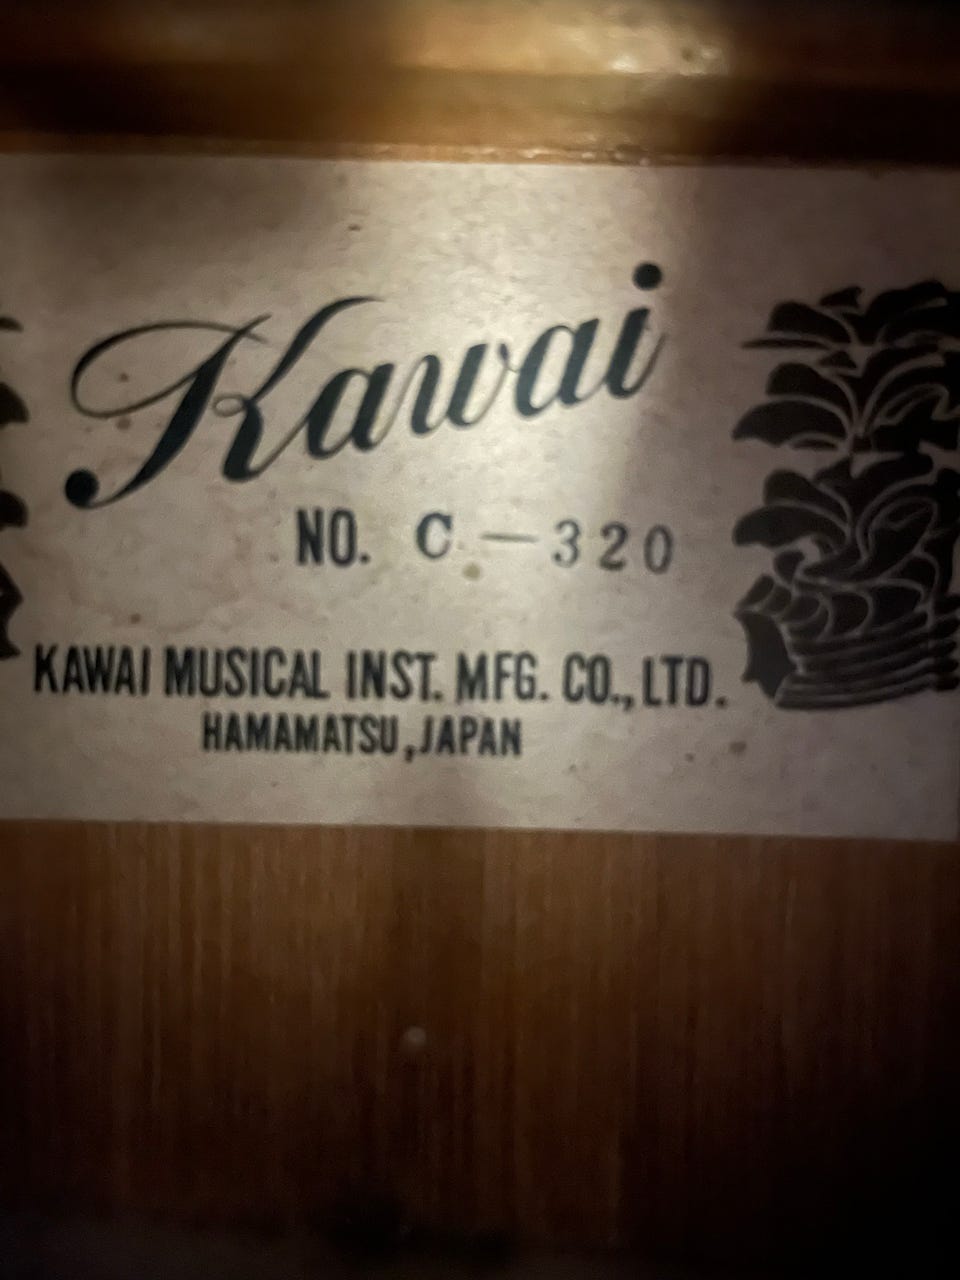 Kawai
NO. C-320
KAWAI MUSICAL INST. MFG. CO., LTD.
HAMAMATSU, JAPAN